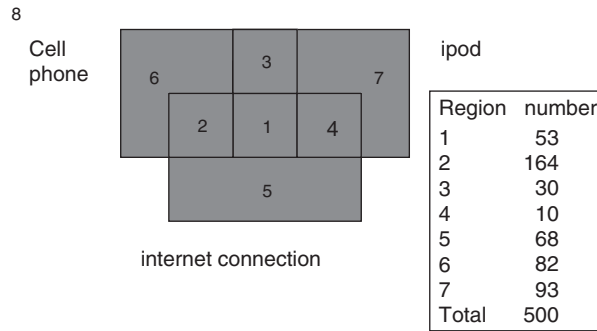 8
Cell
phone
ipod
3
6
7
2
1
4
5
internet connection
Region number
1 53
2 164
3 30
4 10
5 68
6 82
7 93
Total 500